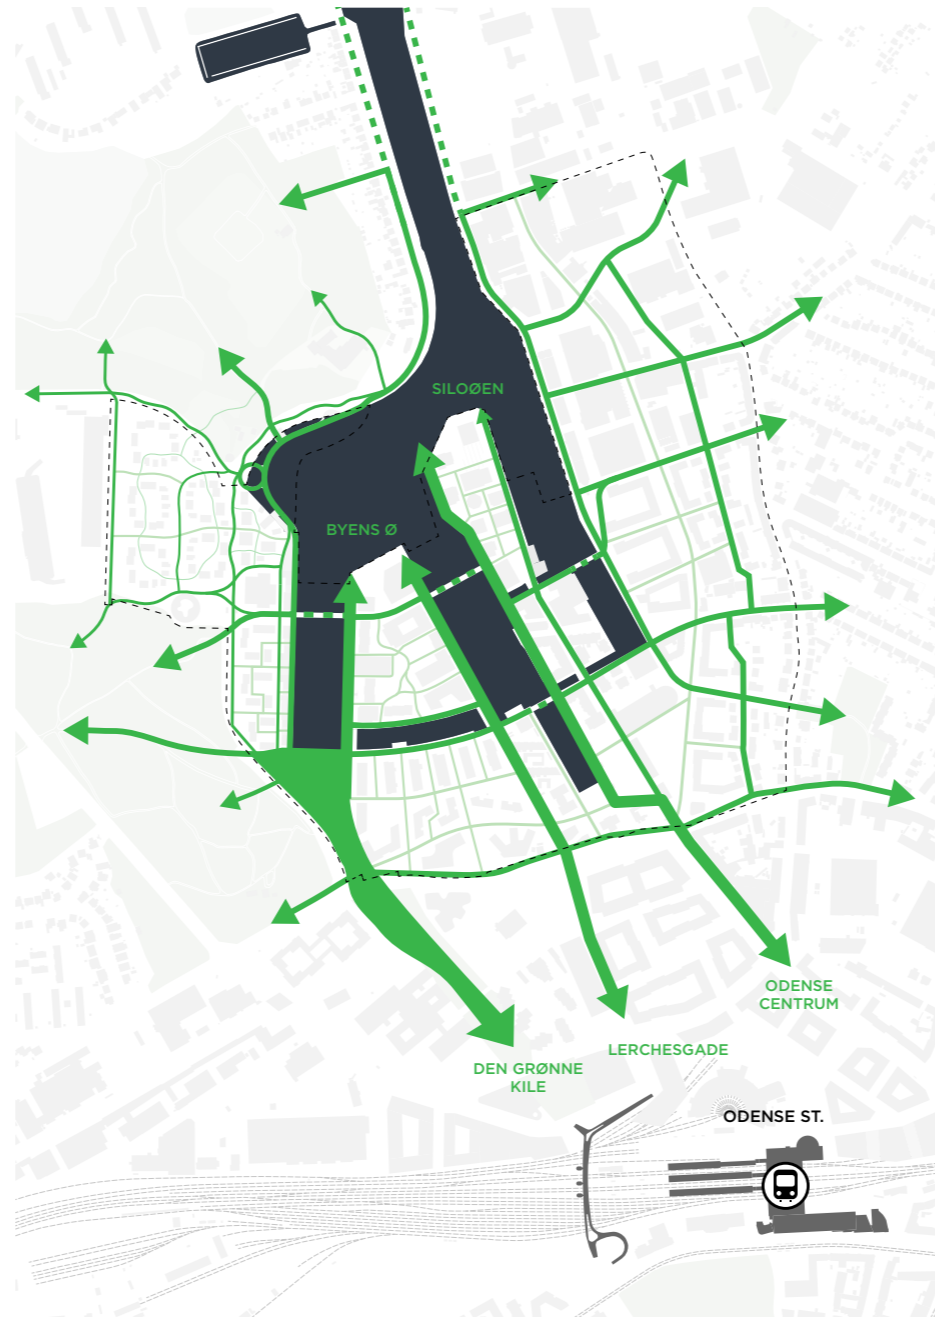 SILOØEN
BYENS Ø
ODENSE
CENTRUM
LERCHESGADE
DEN GRØNNE
KILE
ODENSE ST.